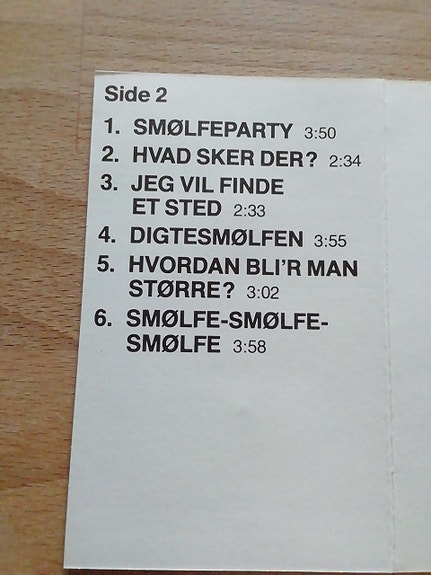 Side 2
1. SMØLFEPARTY 3:50
2. HVAD SKER DER? 2:34
3. JEG VIL FINDE
ET STED 2:33
4. DIGTESMØLFEN 3:55
5. HVORDAN BLI'R MAN
STØRRE? 3:02
6. SMØLFE-SMØLFE-
SMØLFE 3:58